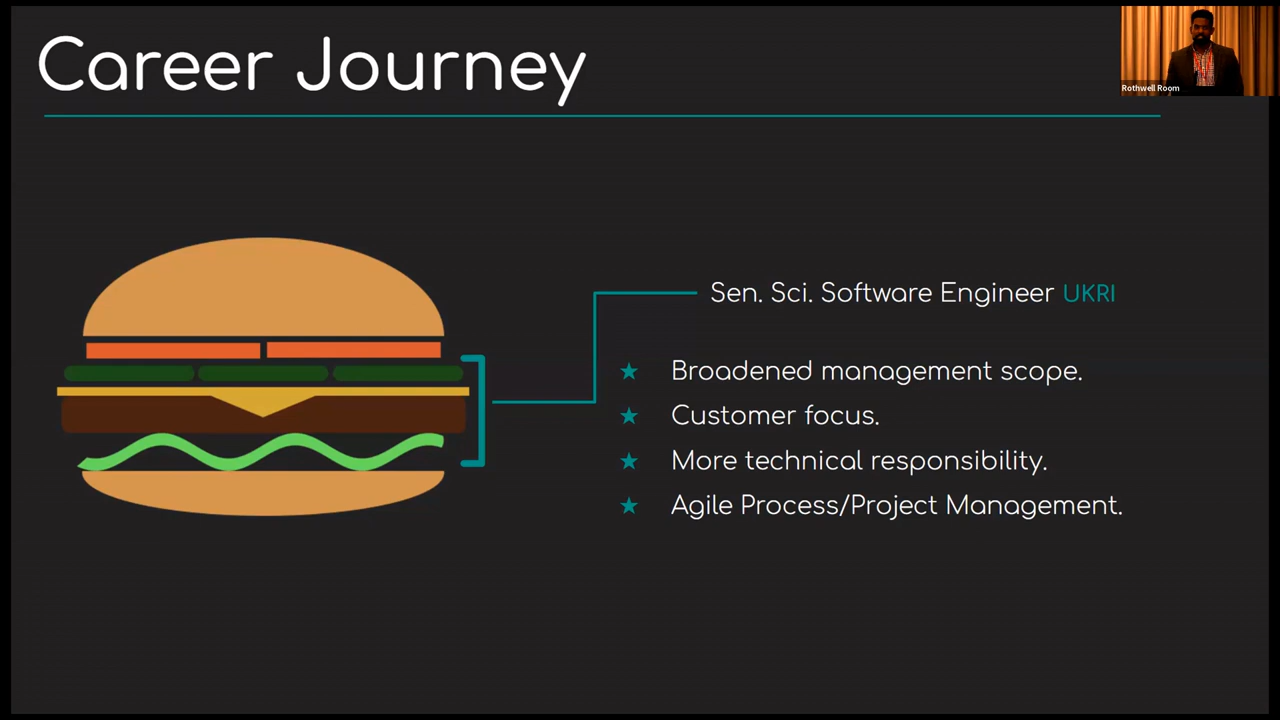 Career Journey
Rothwell Room
Sen. Sci. Software Engineer UKRI
★ Broadened management scope.
★ Customer focus.
★ More technical responsibility.
★ Agile Process/Project Management.